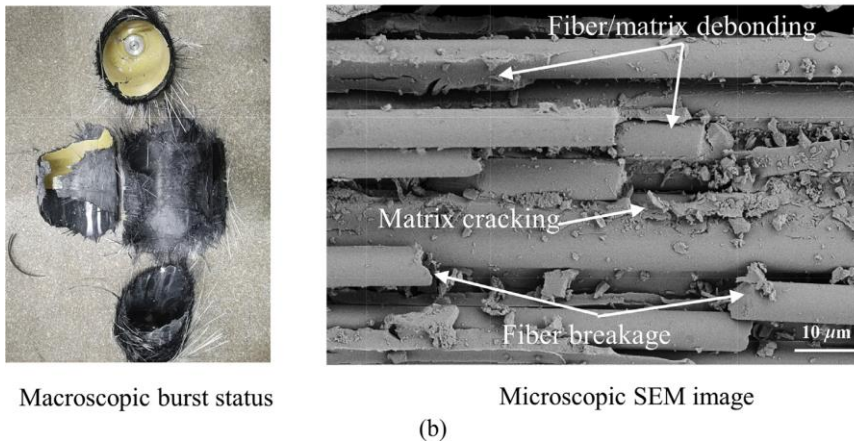 Fiber/matrix debonding
Matrix cracking
Fiber breakage
10 μm
Macroscopic burst status
Microscopic SEM image
(b)